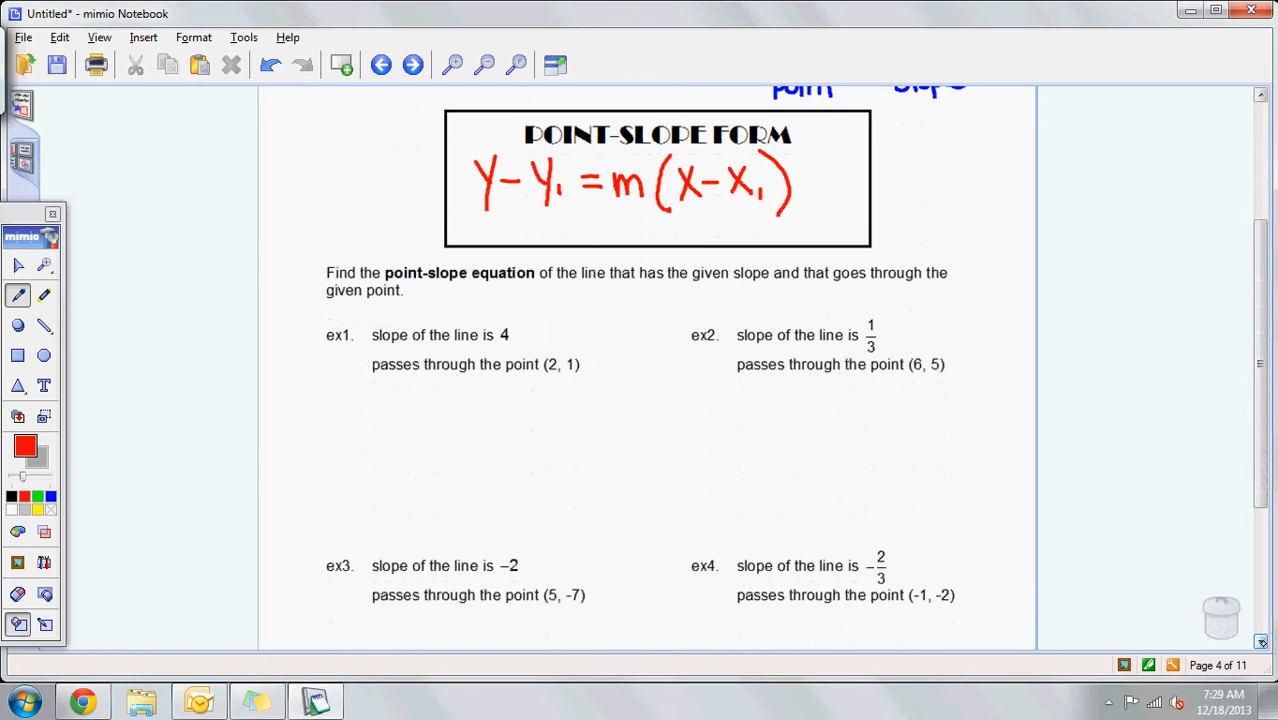 Untitled* - mimio Notebook
File Edit View Insert Format Tools Help
point slope
POINT-SLOPE FORM
y - y₁ = m(x - x₁)
mimio
Find the point-slope equation of the line that has the given slope and that goes through the
given point.
ex1. slope of the line is 4
passes through the point (2, 1)
ex2. slope of the line is 1/3
passes through the point (6, 5)
ex3. slope of the line is −2
passes through the point (5, -7)
ex4. slope of the line is −2/3
passes through the point (-1, -2)
T
Page 4 of 11
7:29 AM
12/18/2013